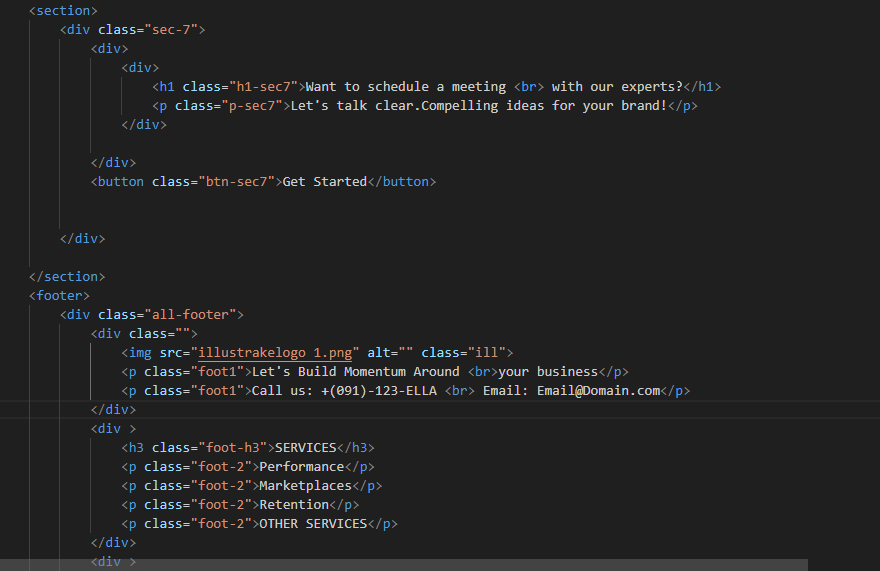 <section>
<div class="sec-7">
<div>
<div>
<h1 class="h1-sec7">Want to schedule a meeting <br> with our experts?</h1>
<p class="p-sec7">Let's talk clear.Compelling ideas for your brand!</p>
</div>
</div>
<button class="btn-sec7">Get Started</button>
</div>
</section>
<footer>
<div class="all-footer">
<div class="">
<img src="illustrakelogo 1.png" alt="" class="ill">
<p class="foot1">Let's Build Momentum Around <br>your business</p>
<p class="foot1">Call us: +(091)-123-ELLA <br> Email: Email@Domain.com</p>
</div>
<div >
<h3 class="foot-h3">SERVICES</h3>
<p class="foot-2">Performance</p>
<p class="foot-2">Marketplaces</p>
<p class="foot-2">Retention</p>
<p class="foot-2">OTHER SERVICES</p>
</div>
<div >